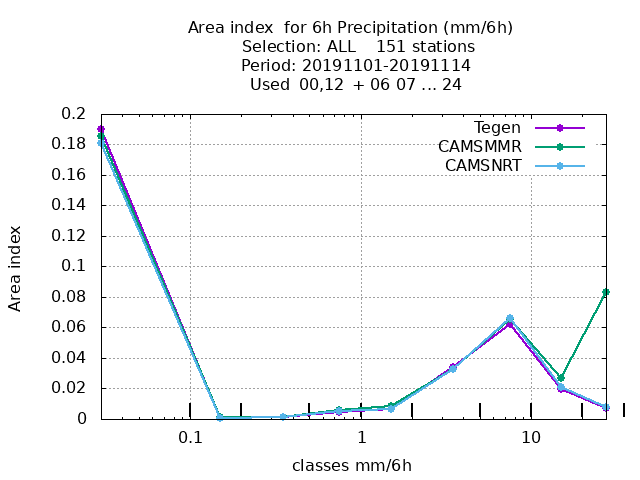 Area index  for 6h Precipitation (mm/6h)
Selection: ALL    151 stations
Period: 20191101-20191114
Used  00,12  + 06 07 ... 24
Tegen
CAMSMMR
CAMSNRT
0.2
0.18
0.16
0.14
0.12
0.1
0.08
0.06
0.04
0.02
0
Area index
0.1 1 10
classes mm/6h